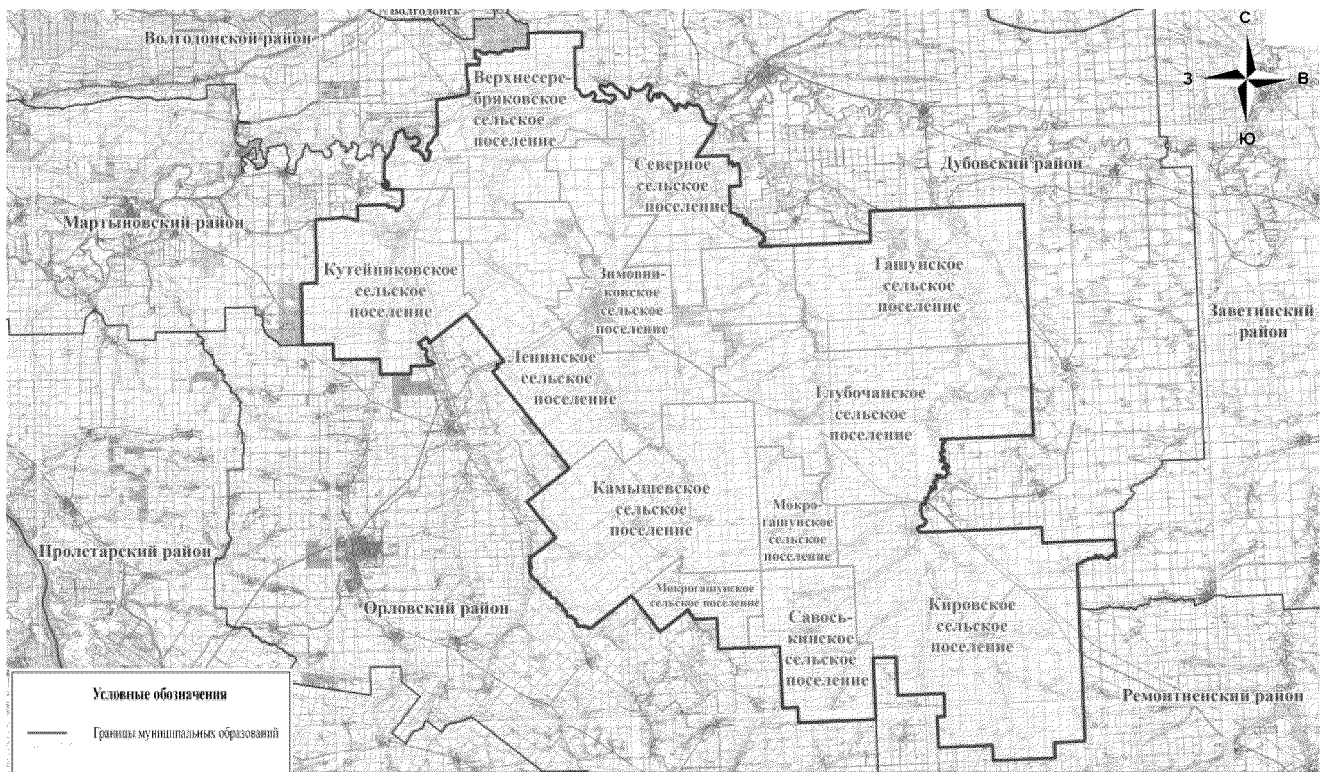 Волгодонск
Волгодонской район
С
З
В
Ю
Верхнесере-
бряковское
сельское
поселение
Северное
сельское
поселение
Дубовский район
Мартыновский район
Кутейниковское
сельское
поселение
Зимовни-
ковское
сельское
поселение
Гашунское
сельское
поселение
Заветинский
район
Ленинское
сельское
поселение
Глубочанское
сельское
поселение
Камышевское
сельское
поселение
Мокро-
гашунское
сельское
поселение
Пролетарский район
Мокрогашунское
сельское поселение
Орловский район
Савось-
кинское
сельское
поселение
Кировское
сельское
поселение
Ремонтненский район
Условные обозначения
Границы муниципальных образований